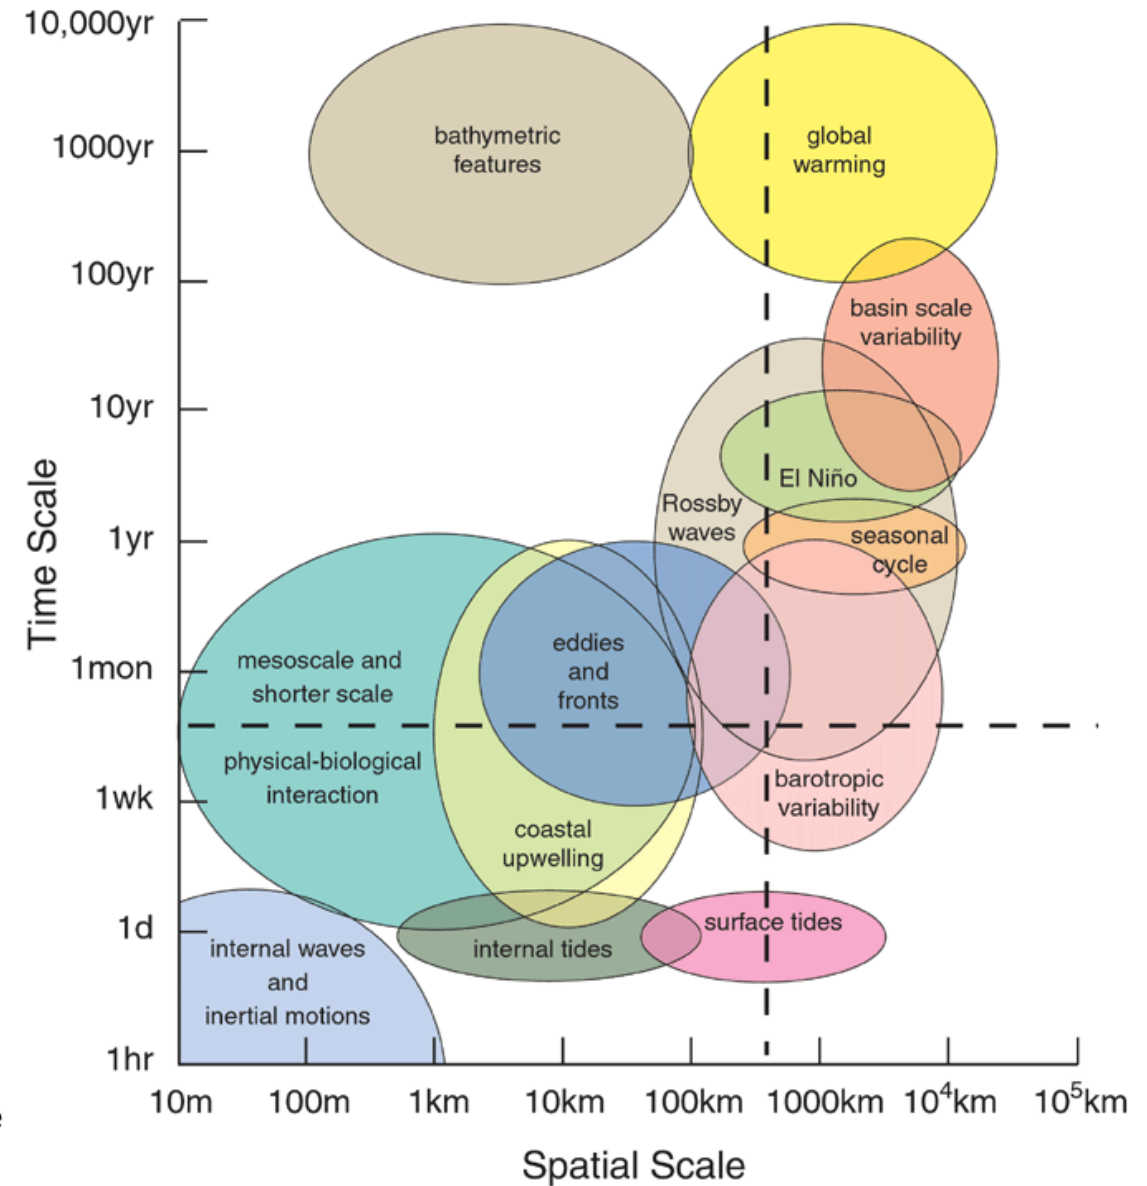 10,000yr
1000yr
100yr
10yr
1yr
1mon
1wk
1d
1hr
Time Scale
bathymetric
features
global
warming
basin scale
variability
El Niño
Rossby
waves
seasonal
cycle
eddies
and
fronts
mesoscale and
shorter scale
physical-biological
interaction
barotropic
variability
coastal
upwelling
surface tides
internal tides
internal waves
and
inertial motions
10m
100m
1km
10km
100km
1000km
10⁴km
10⁵km
Spatial Scale